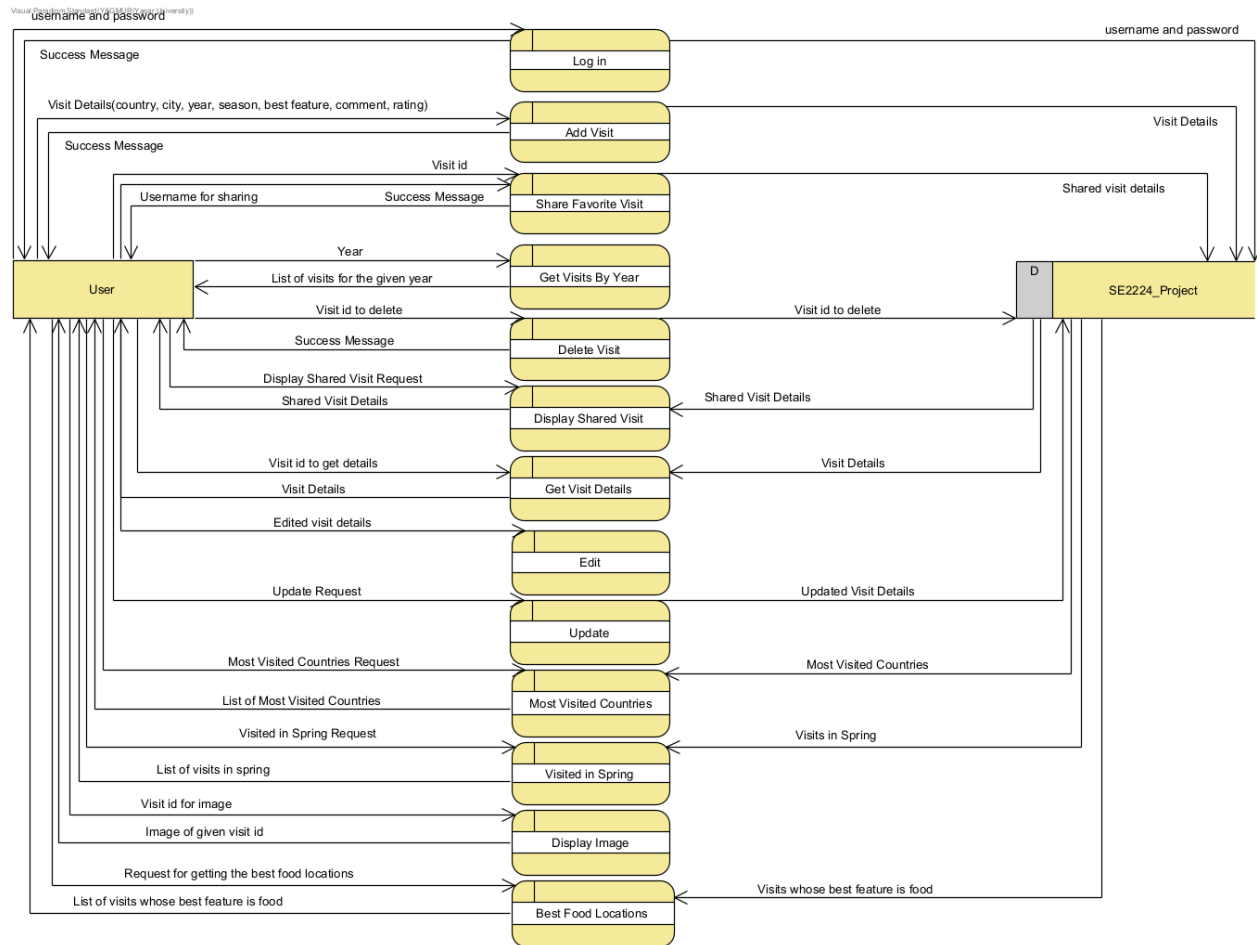 Visual Paradigm Standard(YAGMUR(Yasar University))
username and password
username and password
Success Message
Log in
Visit Details(country, city, year, season, best feature, comment, rating)
Visit Details
Add Visit
Success Message
Visit id
Shared visit details
Username for sharing
Success Message
Share Favorite Visit
Year
List of visits for the given year
Get Visits By Year
User
D
SE2224_Project
Visit id to delete
Visit id to delete
Success Message
Delete Visit
Display Shared Visit Request
Shared Visit Details
Shared Visit Details
Display Shared Visit
Visit id to get details
Visit Details
Visit Details
Get Visit Details
Edited visit details
Edit
Update Request
Updated Visit Details
Update
Most Visited Countries Request
Most Visited Countries
List of Most Visited Countries
Most Visited Countries
Visited in Spring Request
Visits in Spring
List of visits in spring
Visited in Spring
Visit id for image
Image of given visit id
Display Image
Request for getting the best food locations
Visits whose best feature is food
List of visits whose best feature is food
Best Food Locations